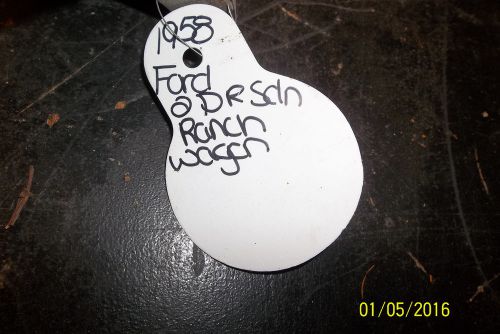 1958
Ford
2 DR Sdn
Ranch
Wagon
01/05/2016